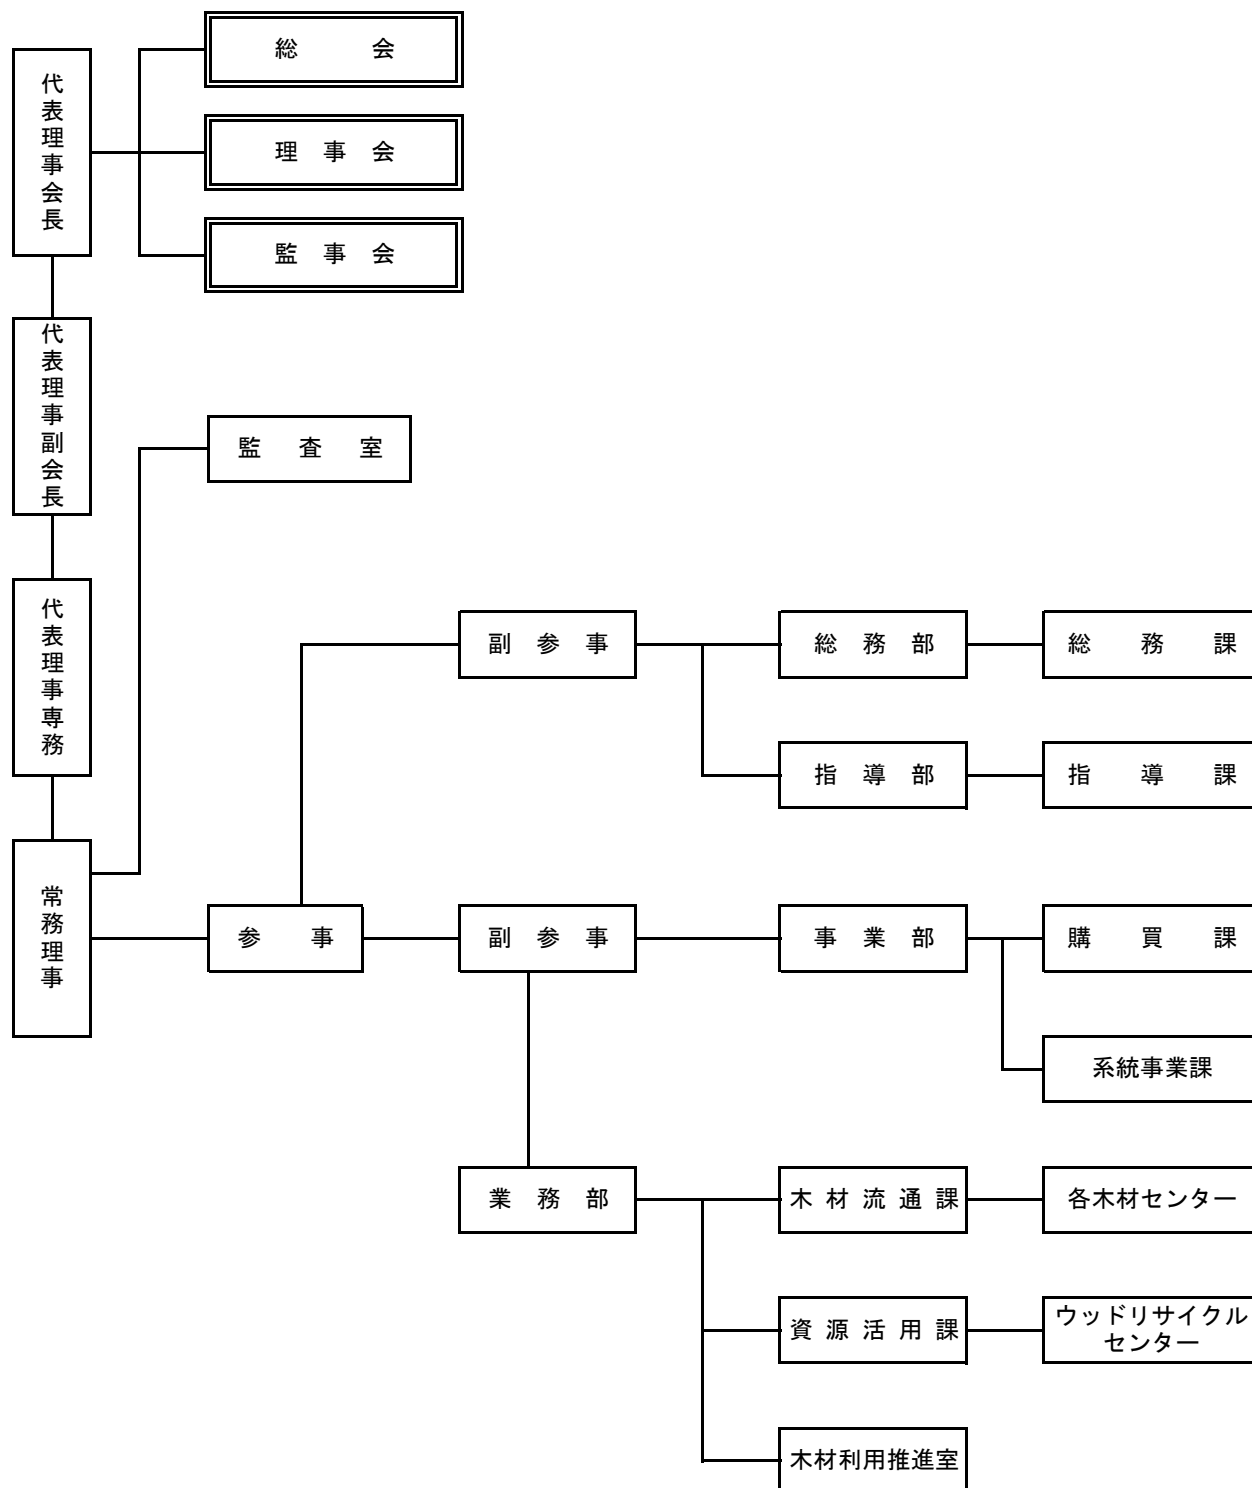 総会
代表理事会長
理事会
監事会
代表理事副会長
監査室
代表理事専務
副参事
総務部
総務課
指導部
指導課
常務理事
参事
副参事
事業部
購買課
系統事業課
業務部
木材流通課
各木材センター
資源活用課
ウッドリサイクル
センター
木材利用推進室